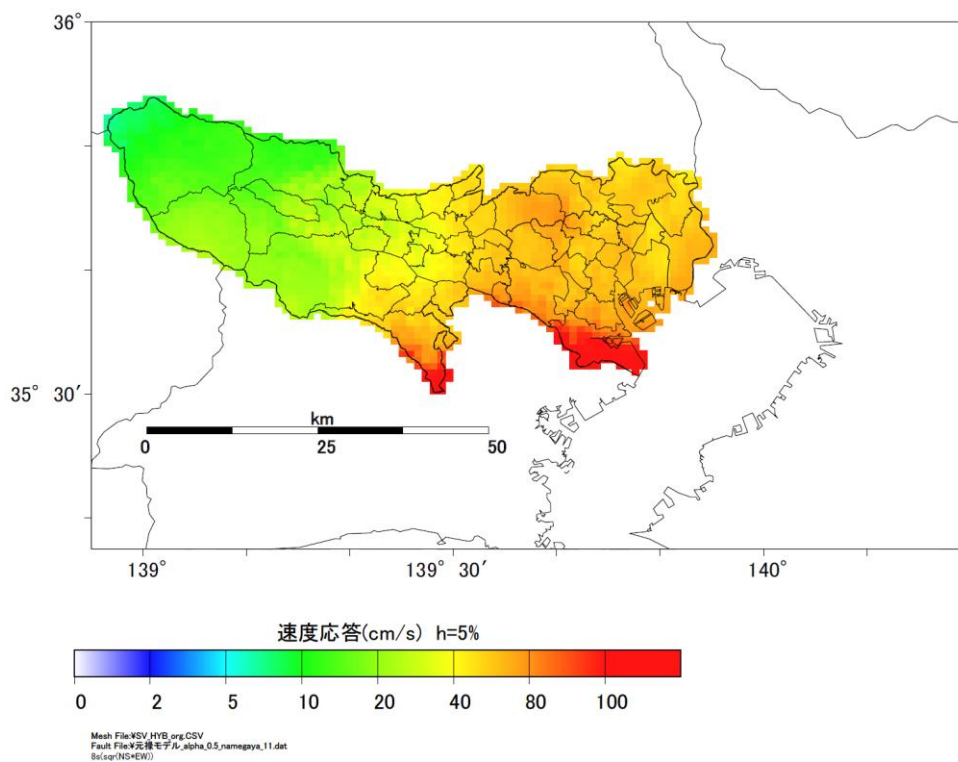 36°
35° 30′
km
0 25 50
139° 139° 30′ 140°
速度応答(cm/s) h=5%
0 2 5 10 20 40 80 100
Mesh File:¥SV_HYB_org.CSV
Fault File:¥元禄モデル_alpha_0.5_namegaya_11.dat
8s(sqr(NS*EW))